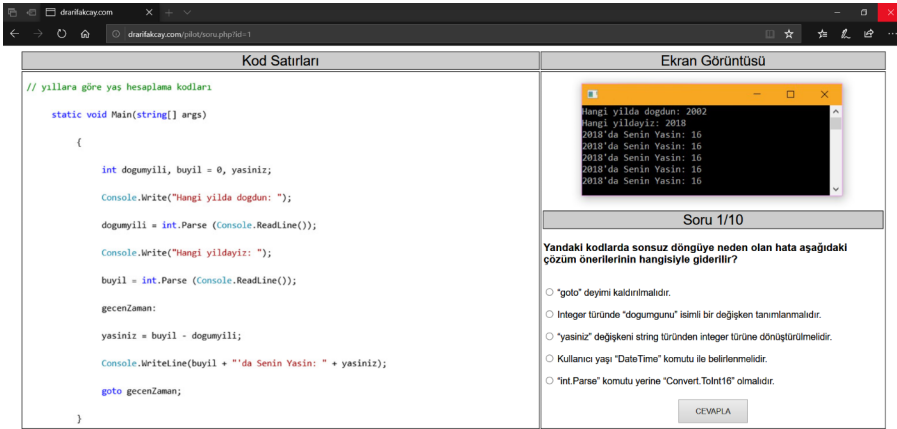 drarifakcay.com
drarifakcay.com/pilot/soru.php?id=1
Kod Satırları
// yıllara göre yaş hesaplama kodları
static void Main(string[] args)
{
int dogumyili, buyil = 0, yasiniz;
Console.Write("Hangi yilda dogdun: ");
dogumyili = int.Parse (Console.ReadLine());
Console.Write("Hangi yildayiz: ");
buyil = int.Parse (Console.ReadLine());
gecenZaman:
yasiniz = buyil - dogumyili;
Console.WriteLine(buyil + "'da Senin Yasin: " + yasiniz);
goto gecenZaman;
}
Ekran Görüntüsü
Hangi yilda dogdun: 2002
Hangi yildayiz: 2018
2018'da Senin Yasin: 16
2018'da Senin Yasin: 16
2018'da Senin Yasin: 16
2018'da Senin Yasin: 16
2018'da Senin Yasin: 16
Soru 1/10
Yandaki kodlarda sonsuz döngüye neden olan hata aşağıdaki
çözüm önerilerinin hangisiyle giderilir?
"goto" deyimi kaldırılmalıdır.
Integer türünde "dogumgunu" isimli bir değişken tanımlanmalıdır.
"yasiniz" değişkeni string türünden integer türüne dönüştürülmelidir.
Kullanıcı yaşı "DateTime" komutu ile belirlenmelidir.
"int.Parse" komutu yerine "Convert.ToInt16" olmalıdır.
CEVAPLA